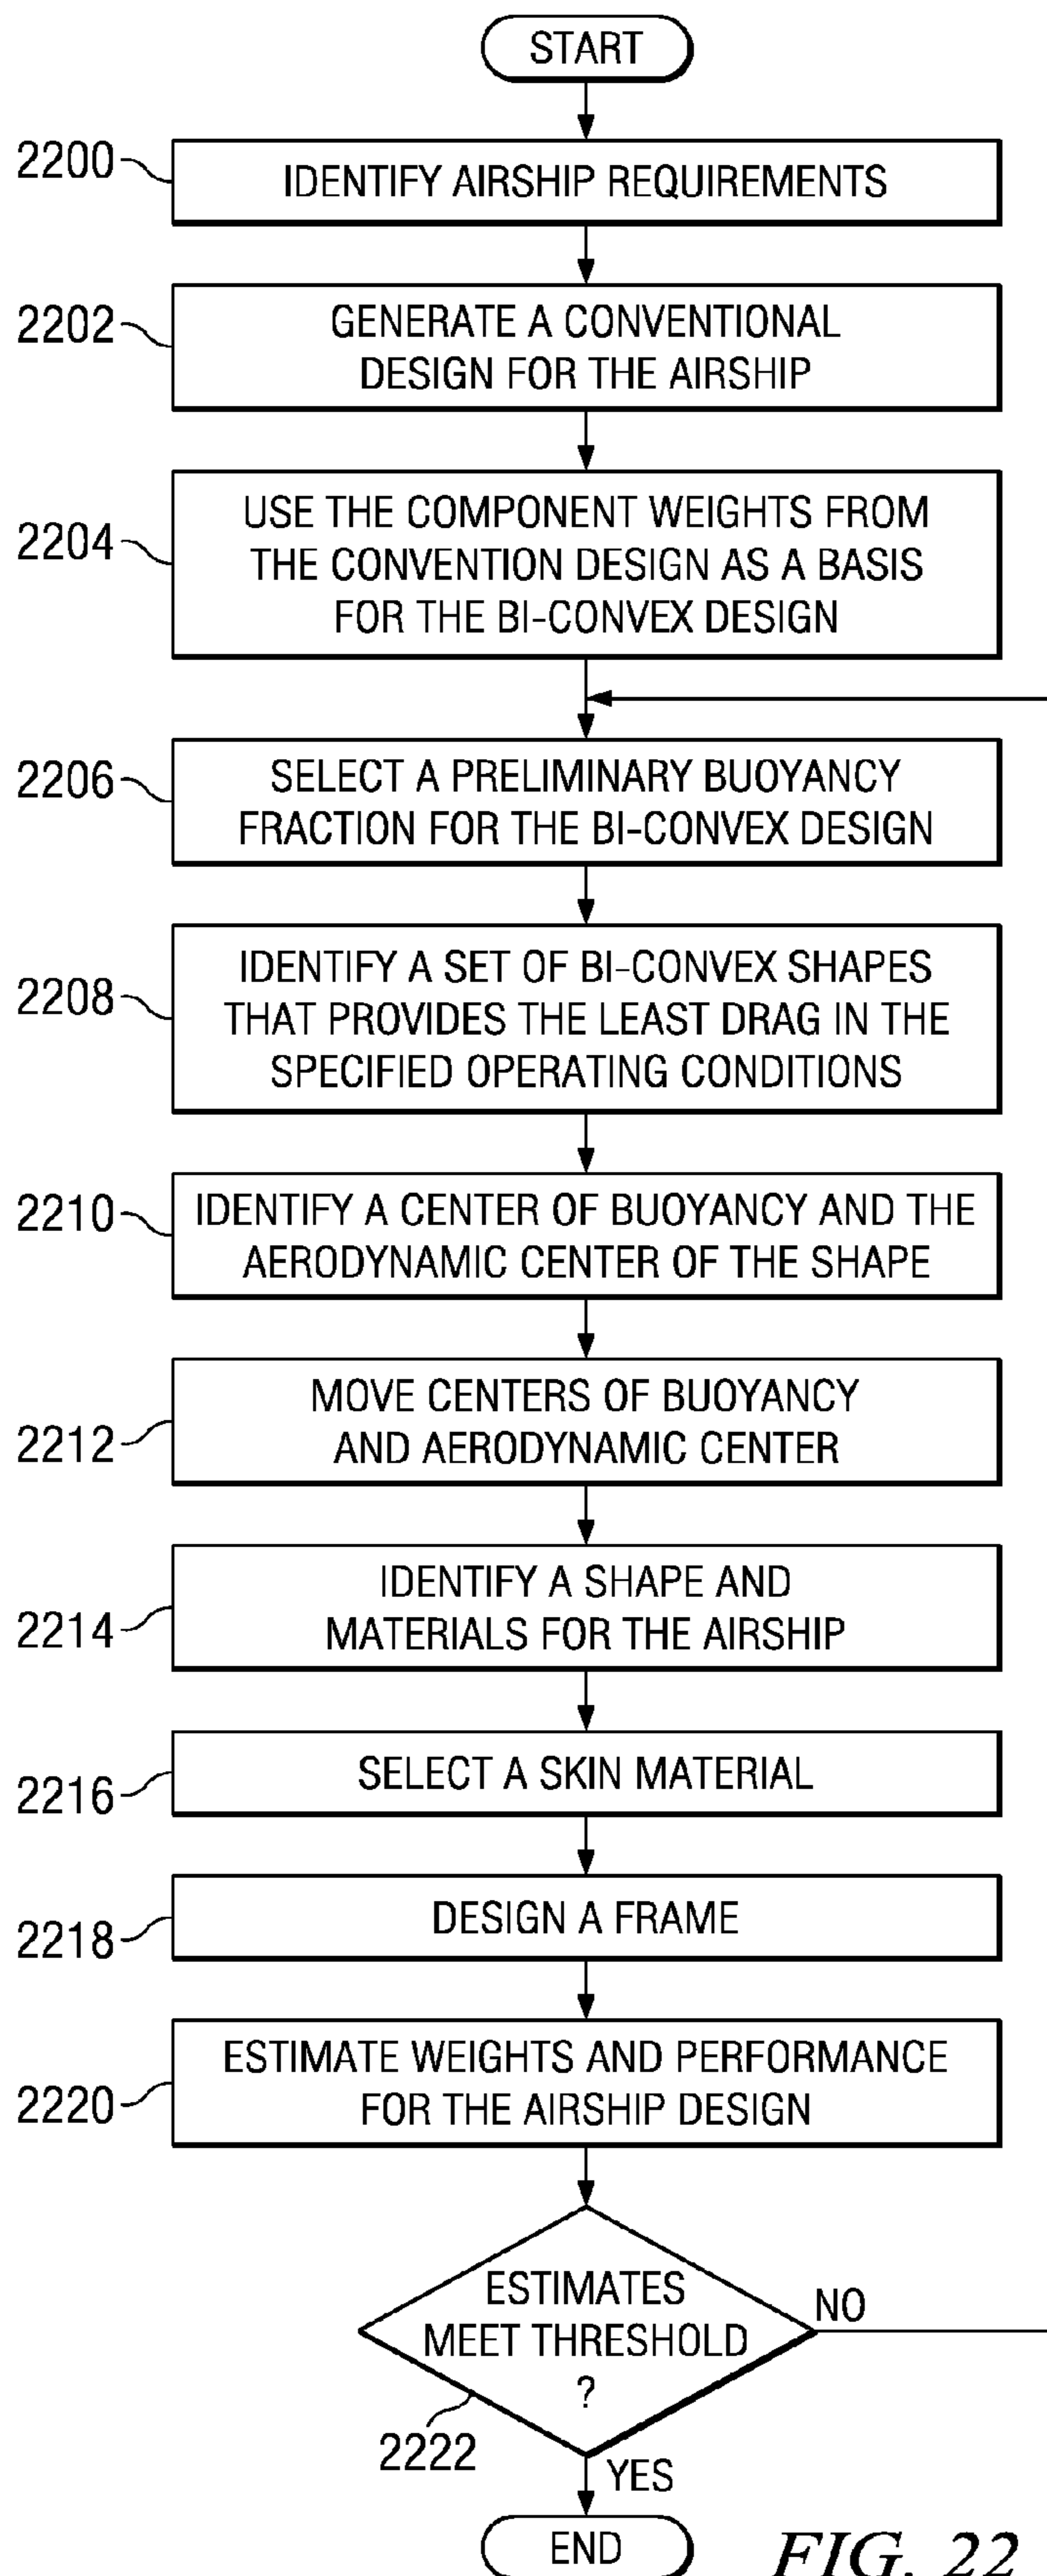 START
2200
IDENTIFY AIRSHIP REQUIREMENTS
2202
GENERATE A CONVENTIONAL
DESIGN FOR THE AIRSHIP
2204
USE THE COMPONENT WEIGHTS FROM
THE CONVENTION DESIGN AS A BASIS
FOR THE BI-CONVEX DESIGN
2206
SELECT A PRELIMINARY BUOYANCY
FRACTION FOR THE BI-CONVEX DESIGN
2208
IDENTIFY A SET OF BI-CONVEX SHAPES
THAT PROVIDES THE LEAST DRAG IN THE
SPECIFIED OPERATING CONDITIONS
2210
IDENTIFY A CENTER OF BUOYANCY AND THE
AERODYNAMIC CENTER OF THE SHAPE
2212
MOVE CENTERS OF BUOYANCY
AND AERODYNAMIC CENTER
2214
IDENTIFY A SHAPE AND
MATERIALS FOR THE AIRSHIP
2216
SELECT A SKIN MATERIAL
2218
DESIGN A FRAME
2220
ESTIMATE WEIGHTS AND PERFORMANCE
FOR THE AIRSHIP DESIGN
ESTIMATES
MEET THRESHOLD
?
NO
2222
YES
END
FIG. 22